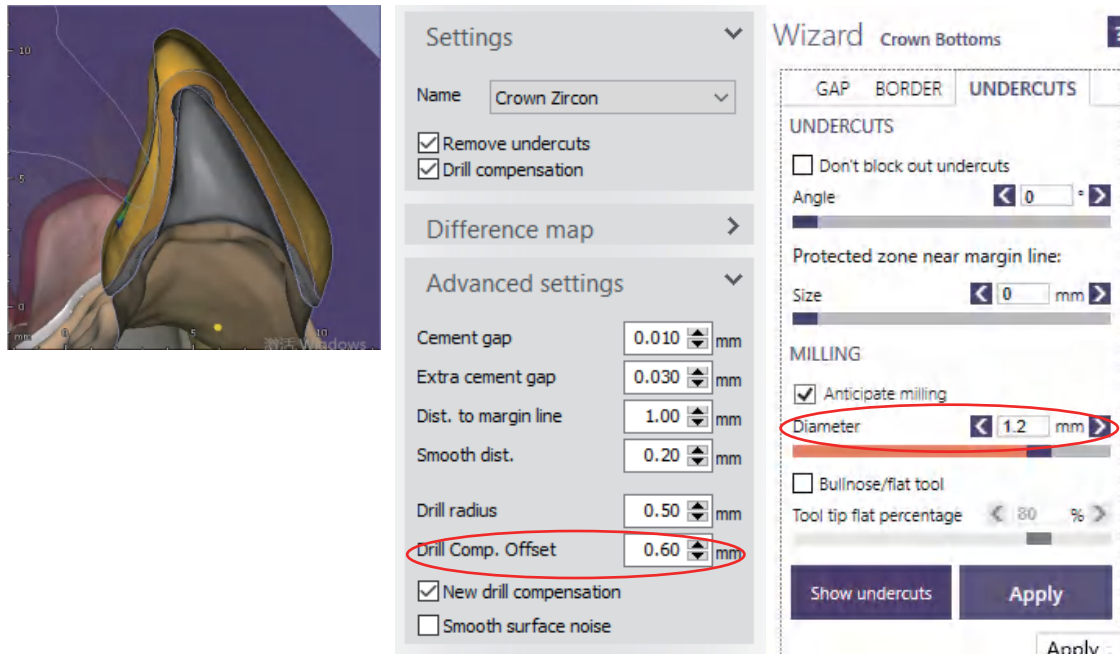 10
5
0
mm
0
5
10
激活 Windows
Settings
Name Crown Zircon
Remove undercuts
Drill compensation
Difference map
Advanced settings
Cement gap 0.010 mm
Extra cement gap 0.030 mm
Dist. to margin line 1.00 mm
Smooth dist. 0.20 mm
Drill radius 0.50 mm
Drill Comp. Offset 0.60 mm
New drill compensation
Smooth surface noise
Wizard Crown Bottoms ?
GAP BORDER UNDERCUTS
UNDERCUTS
Don't block out undercuts
Angle 0 °
Protected zone near margin line:
Size 0 mm
MILLING
Anticipate milling
Diameter 1.2 mm
Bullnose/flat tool
Tool tip flat percentage 80 %
Show undercuts Apply
Apply